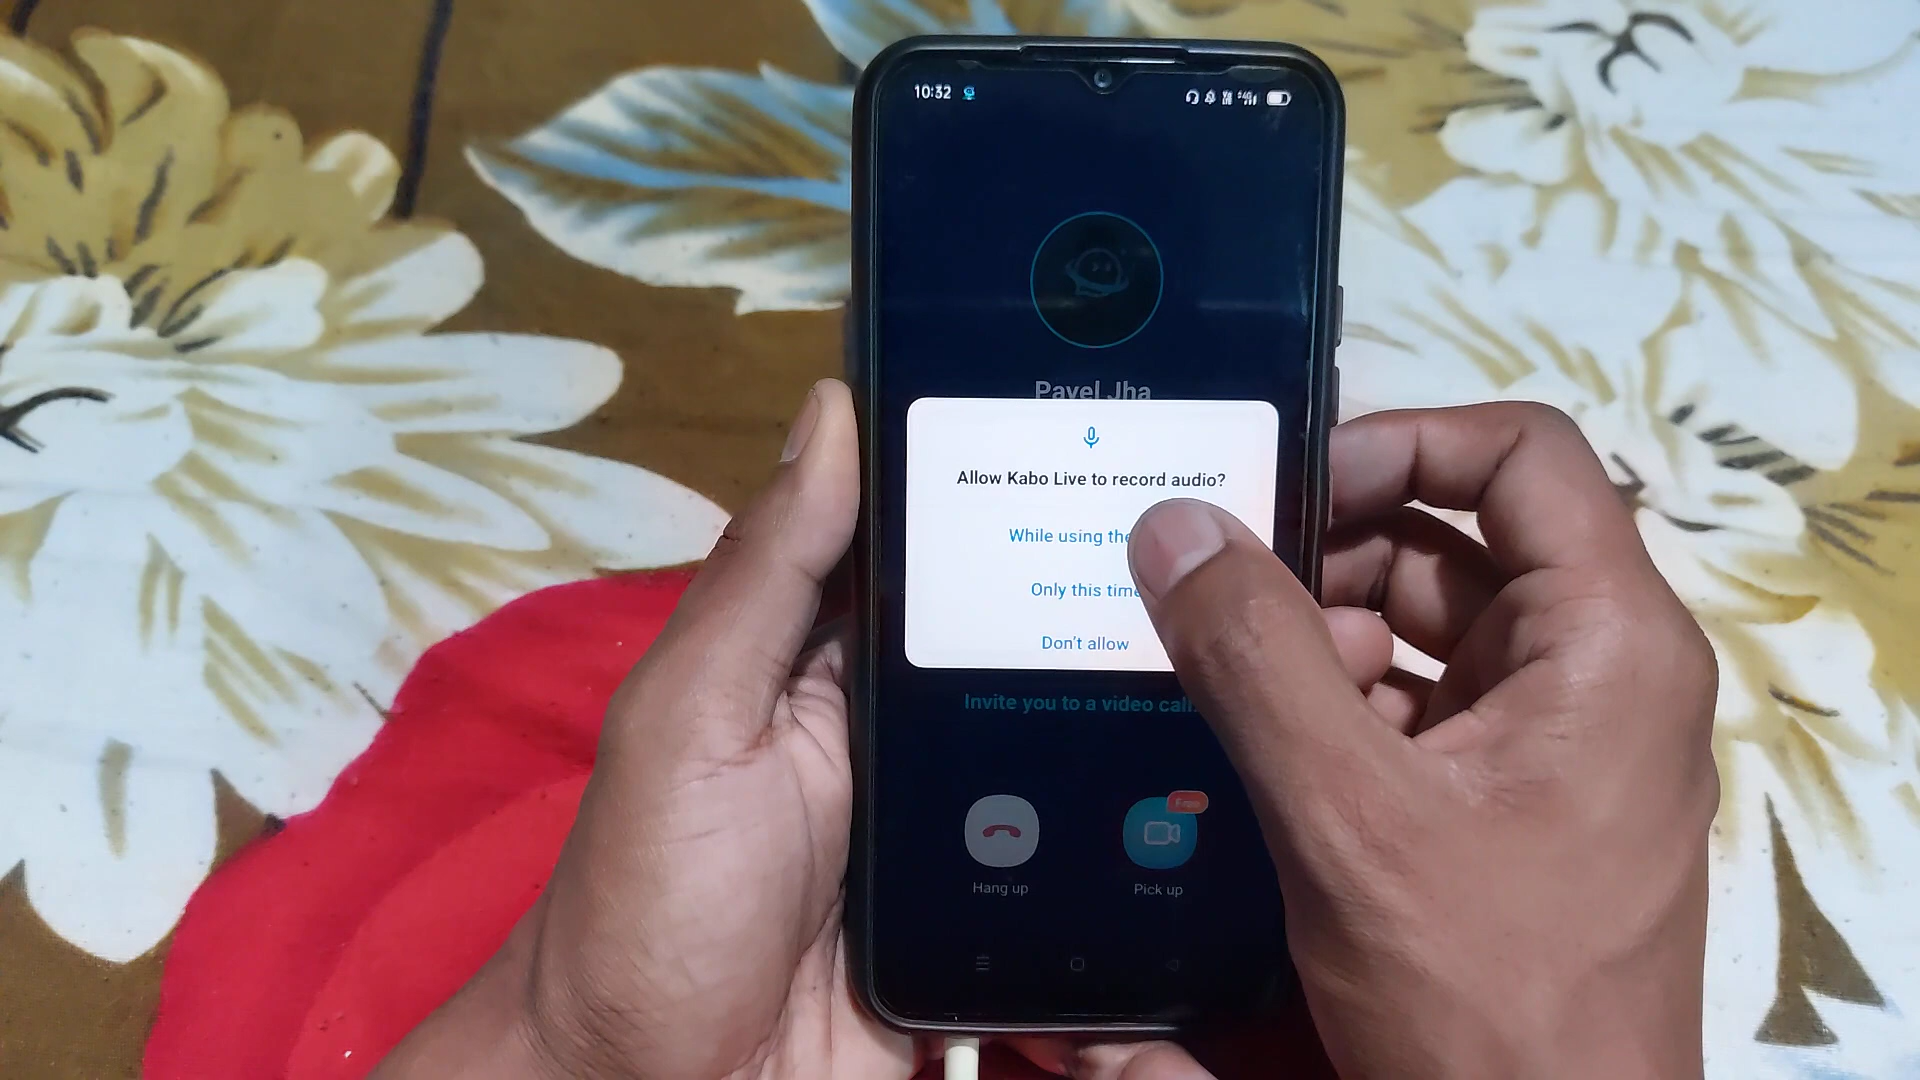 10:32
Pavel Jha
Allow Kabo Live to record audio?
While using the
Only this time
Don't allow
Invite you to a video call
Free
Hang up
Pick up